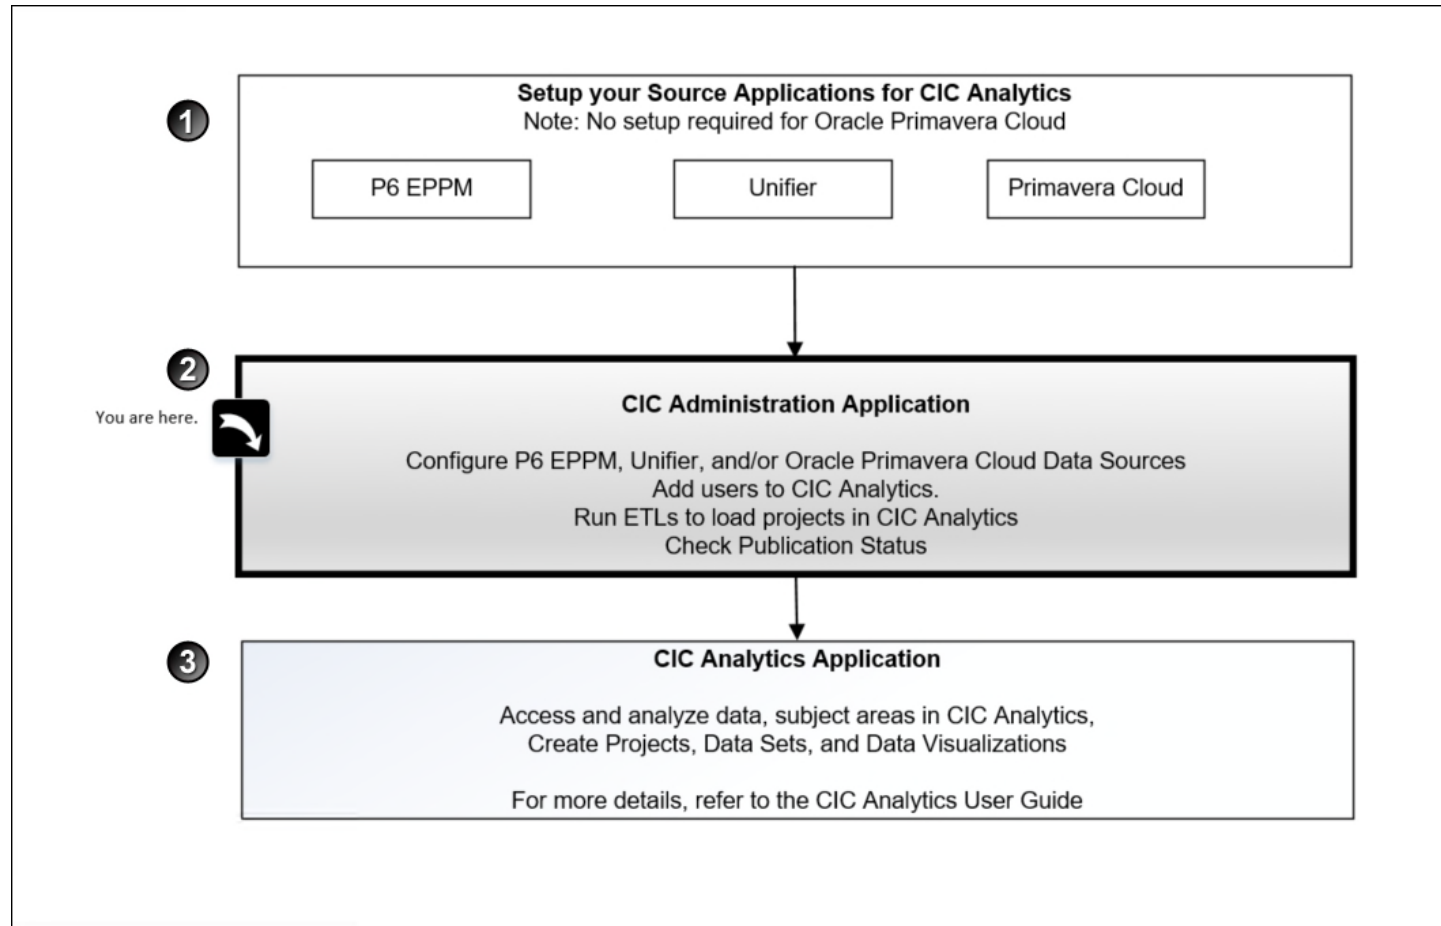 1
Setup your Source Applications for CIC Analytics
Note: No setup required for Oracle Primavera Cloud
P6 EPPM
Unifier
Primavera Cloud
2
You are here.
CIC Administration Application
Configure P6 EPPM, Unifier, and/or Oracle Primavera Cloud Data Sources
Add users to CIC Analytics.
Run ETLs to load projects in CIC Analytics
Check Publication Status
3
CIC Analytics Application
Access and analyze data, subject areas in CIC Analytics,
Create Projects, Data Sets, and Data Visualizations
For more details, refer to the CIC Analytics User Guide